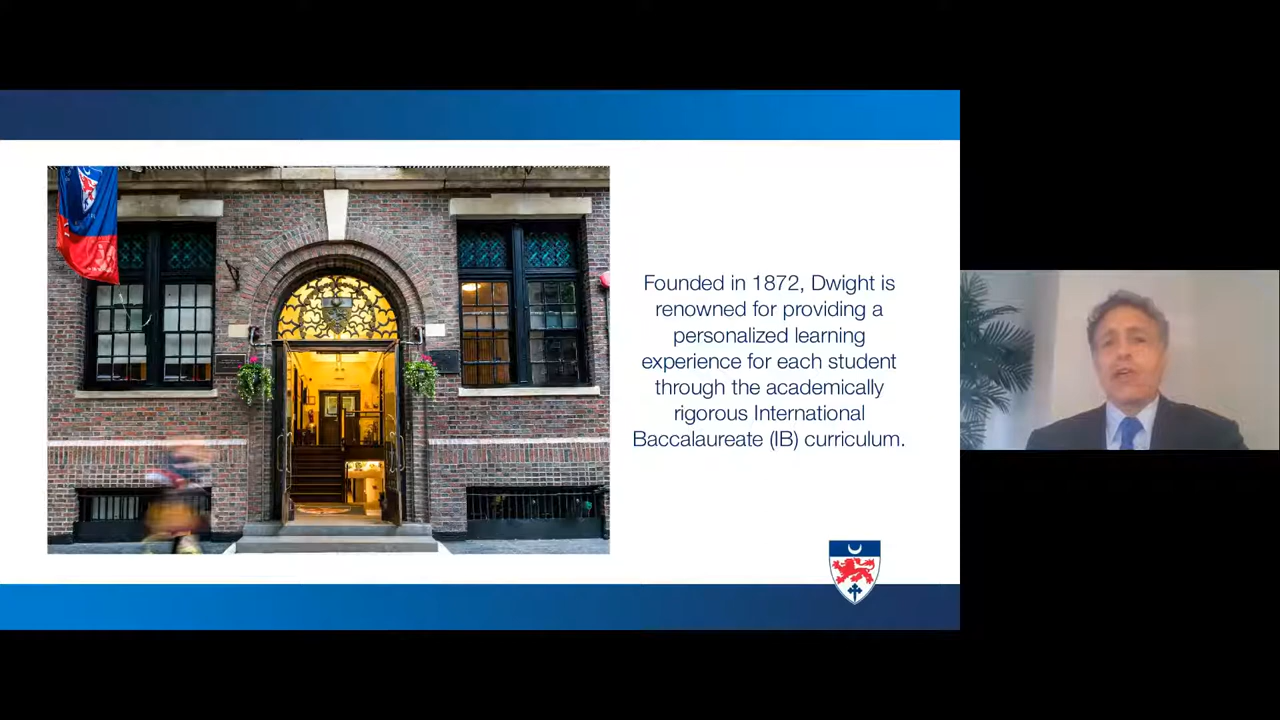 Founded in 1872, Dwight is
renowned for providing a
personalized learning
experience for each student
through the academically
rigorous International
Baccalaureate (IB) curriculum.